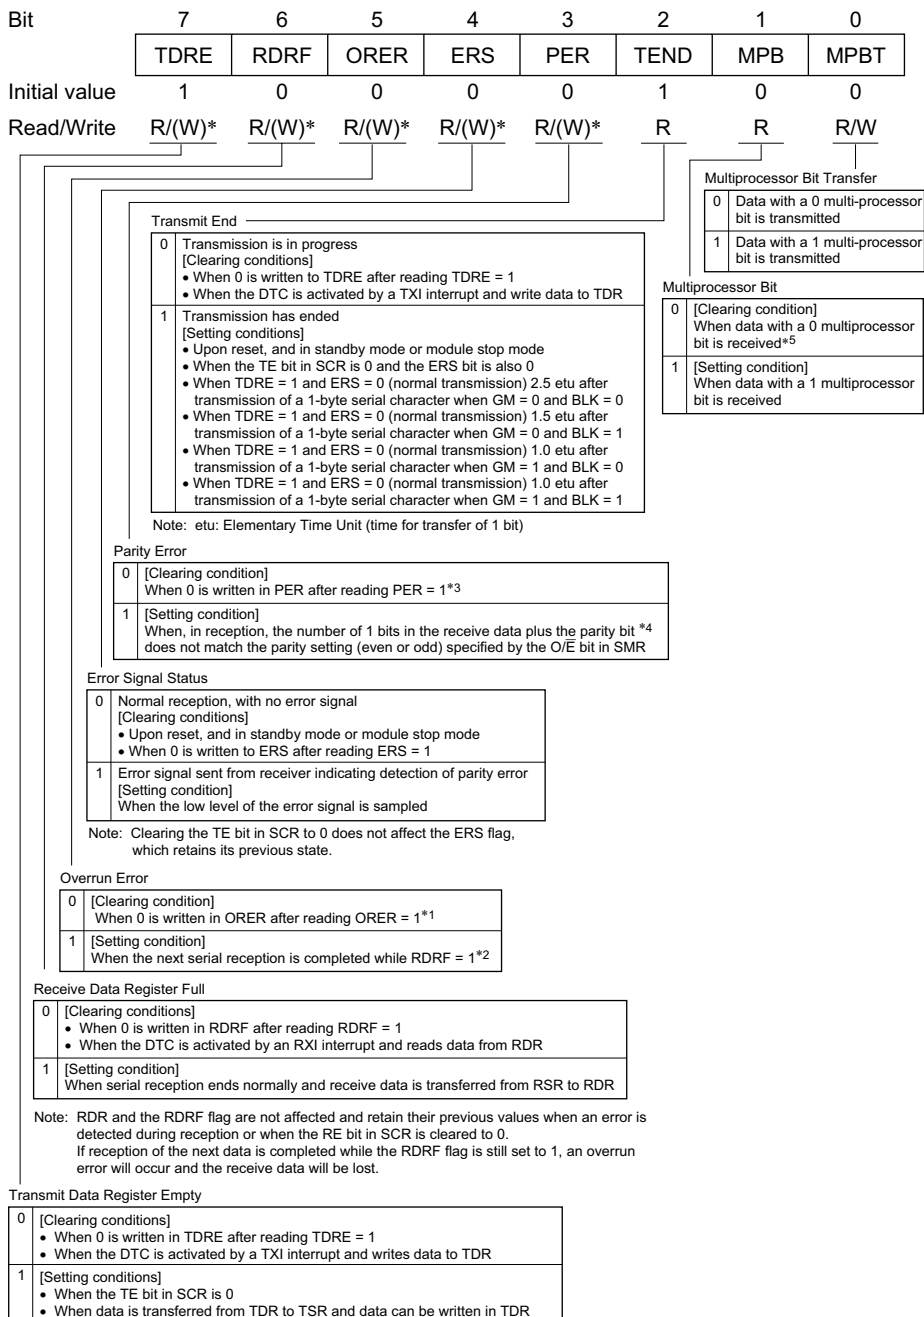 Bit 7 6 5 4 3 2 1 0
TDRE RDRF ORER ERS PER TEND MPB MPBT
Initial value 1 0 0 0 0 1 0 0
Read/Write R/(W)* R/(W)* R/(W)* R/(W)* R/(W)* R R R/W
Multiprocessor Bit Transfer
0 Data with a 0 multi-processor
bit is transmitted
1 Data with a 1 multi-processor
bit is transmitted
Multiprocessor Bit
0 [Clearing condition]
When data with a 0 multiprocessor
bit is received*5
1 [Setting condition]
When data with a 1 multiprocessor
bit is received
Transmit End
0 Transmission is in progress
[Clearing conditions]
• When 0 is written to TDRE after reading TDRE = 1
• When the DTC is activated by a TXI interrupt and write data to TDR
1 Transmission has ended
[Setting conditions]
• Upon reset, and in standby mode or module stop mode
• When the TE bit in SCR is 0 and the ERS bit is also 0
• When TDRE = 1 and ERS = 0 (normal transmission) 2.5 etu after
transmission of a 1-byte serial character when GM = 0 and BLK = 0
• When TDRE = 1 and ERS = 0 (normal transmission) 1.5 etu after
transmission of a 1-byte serial character when GM = 0 and BLK = 1
• When TDRE = 1 and ERS = 0 (normal transmission) 1.0 etu after
transmission of a 1-byte serial character when GM = 1 and BLK = 0
• When TDRE = 1 and ERS = 0 (normal transmission) 1.0 etu after
transmission of a 1-byte serial character when GM = 1 and BLK = 1
Note: etu: Elementary Time Unit (time for transfer of 1 bit)
Parity Error
0 [Clearing condition]
When 0 is written in PER after reading PER = 1*3
1 [Setting condition]
When, in reception, the number of 1 bits in the receive data plus the parity bit *4
does not match the parity setting (even or odd) specified by the O/E̅ bit in SMR
Error Signal Status
0 Normal reception, with no error signal
[Clearing conditions]
• Upon reset, and in standby mode or module stop mode
• When 0 is written to ERS after reading ERS = 1
1 Error signal sent from receiver indicating detection of parity error
[Setting condition]
When the low level of the error signal is sampled
Note: Clearing the TE bit in SCR to 0 does not affect the ERS flag,
which retains its previous state.
Overrun Error
0 [Clearing condition]
When 0 is written in ORER after reading ORER = 1*1
1 [Setting condition]
When the next serial reception is completed while RDRF = 1*2
Receive Data Register Full
0 [Clearing conditions]
• When 0 is written in RDRF after reading RDRF = 1
• When the DTC is activated by an RXI interrupt and reads data from RDR
1 [Setting condition]
When serial reception ends normally and receive data is transferred from RSR to RDR
Note: RDR and the RDRF flag are not affected and retain their previous values when an error is
detected during reception or when the RE bit in SCR is cleared to 0.
If reception of the next data is completed while the RDRF flag is still set to 1, an overrun
error will occur and the receive data will be lost.
Transmit Data Register Empty
0 [Clearing conditions]
• When 0 is written in TDRE after reading TDRE = 1
• When the DTC is activated by a TXI interrupt and writes data to TDR
1 [Setting conditions]
• When the TE bit in SCR is 0
• When data is transferred from TDR to TSR and data can be written in TDR